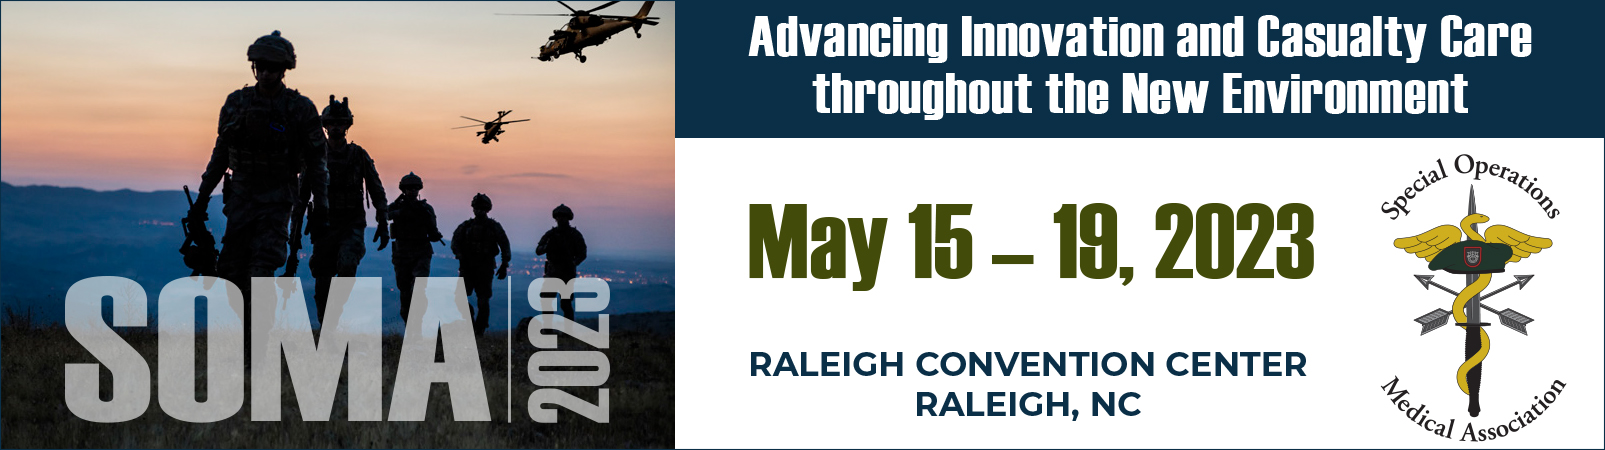 SOMA
2023
Advancing Innovation and Casualty Care
throughout the New Environment
May 15 – 19, 2023
RALEIGH CONVENTION CENTER
RALEIGH, NC
Special Operations
Medical Association